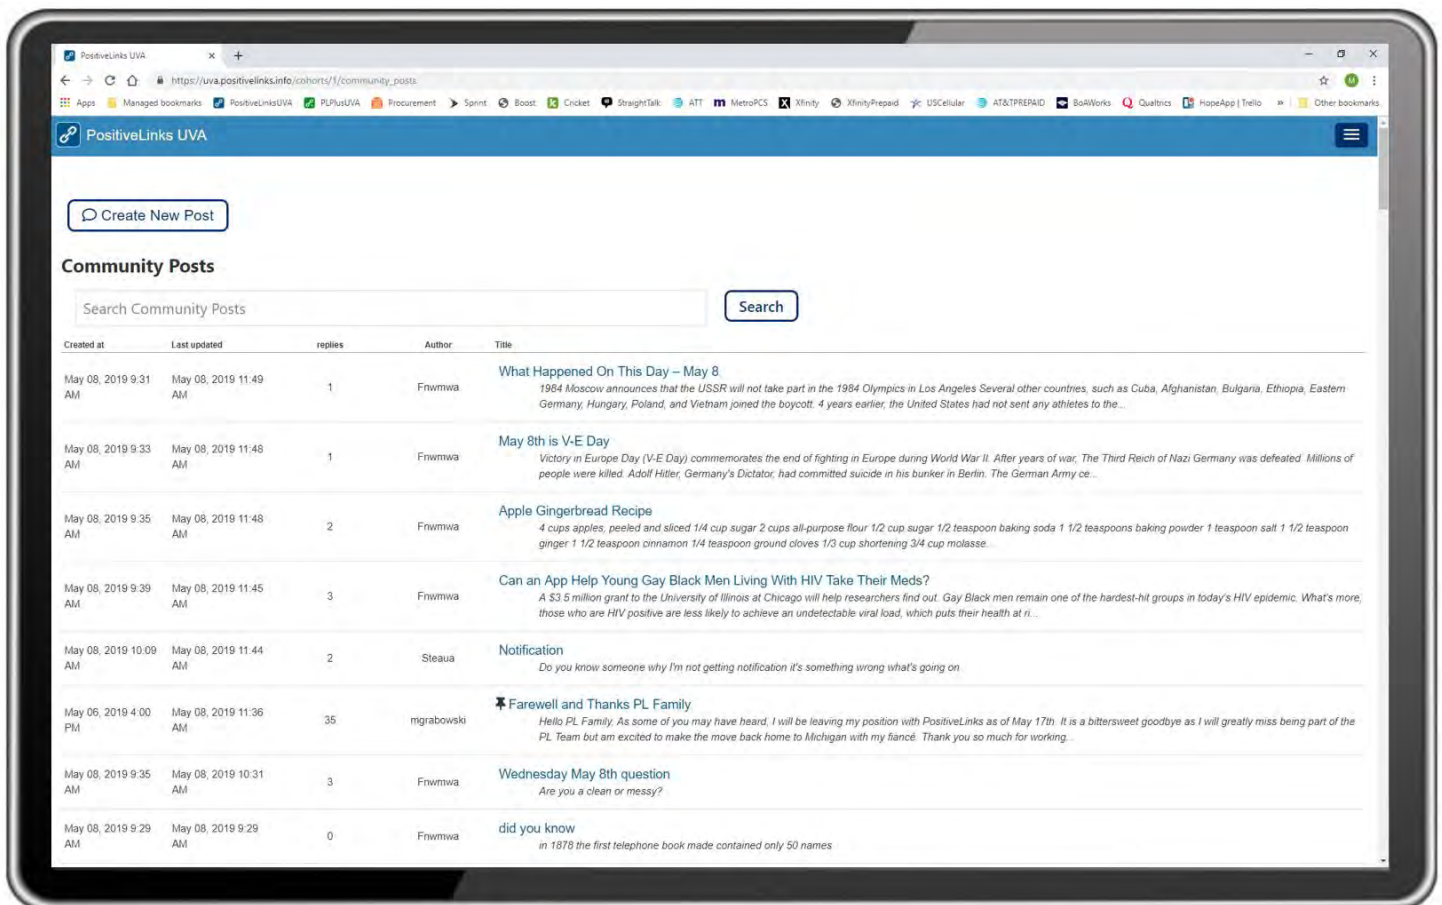 PositiveLinks UVA
https://uva.positivelinks.info/cohorts/1/community_posts
M
Apps Managed bookmarks PositiveLinksUVA PLPlusUVA Procurement Sprint Boost Cricket StraightTalk ATT MetroPCS Xfinity XfinityPrepaid USCellular AT&TPREPAID BoAWorks Qualtrics HopeApp | Trello » Other bookmarks
PositiveLinks UVA
Create New Post
Community Posts
Search Community Posts Search
Created at Last updated replies Author Title
What Happened On This Day – May 8
May 08, 2019 9:31 May 08, 2019 11:49 1 Fnwmwa 1984 Moscow announces that the USSR will not take part in the 1984 Olympics in Los Angeles Several other countries, such as Cuba, Afghanistan, Bulgaria, Ethiopia, Eastern
AM AM Germany, Hungary, Poland, and Vietnam joined the boycott. 4 years earlier, the United States had not sent any athletes to the...
May 8th is V-E Day
May 08, 2019 9:33 May 08, 2019 11:48 1 Fnwmwa Victory in Europe Day (V-E Day) commemorates the end of fighting in Europe during World War II. After years of war, The Third Reich of Nazi Germany was defeated. Millions of
AM AM people were killed. Adolf Hitler, Germany's Dictator, had committed suicide in his bunker in Berlin. The German Army ce...
Apple Gingerbread Recipe
May 08, 2019 9:35 May 08, 2019 11:48 2 Fnwmwa 4 cups apples, peeled and sliced 1/4 cup sugar 2 cups all-purpose flour 1/2 cup sugar 1/2 teaspoon baking soda 1 1/2 teaspoons baking powder 1 teaspoon salt 1 1/2 teaspoon
AM AM ginger 1 1/2 teaspoon cinnamon 1/4 teaspoon ground cloves 1/3 cup shortening 3/4 cup molasse...
Can an App Help Young Gay Black Men Living With HIV Take Their Meds?
May 08, 2019 9:39 May 08, 2019 11:45 3 Fnwmwa A $3.5 million grant to the University of Illinois at Chicago will help researchers find out. Gay Black men remain one of the hardest-hit groups in today's HIV epidemic. What's more,
AM AM those who are HIV positive are less likely to achieve an undetectable viral load, which puts their health at ri...
Notification
May 08, 2019 10:09 May 08, 2019 11:44 2 Steaua Do you know someone why I'm not getting notification it's something wrong what's going on
AM AM
Farewell and Thanks PL Family
May 06, 2019 4:00 May 08, 2019 11:36 35 mgrabowski Hello PL Family, As some of you may have heard, I will be leaving my position with PositiveLinks as of May 17th. It is a bittersweet goodbye as I will greatly miss being part of the
PM AM PL Team but am excited to make the move back home to Michigan with my fiancé. Thank you so much for working...
Wednesday May 8th question
May 08, 2019 9:35 May 08, 2019 10:31 3 Fnwmwa Are you a clean or messy?
AM AM
did you know
May 08, 2019 9:29 May 08, 2019 9:29 0 Fnwmwa in 1878 the first telephone book made contained only 50 names
AM AM